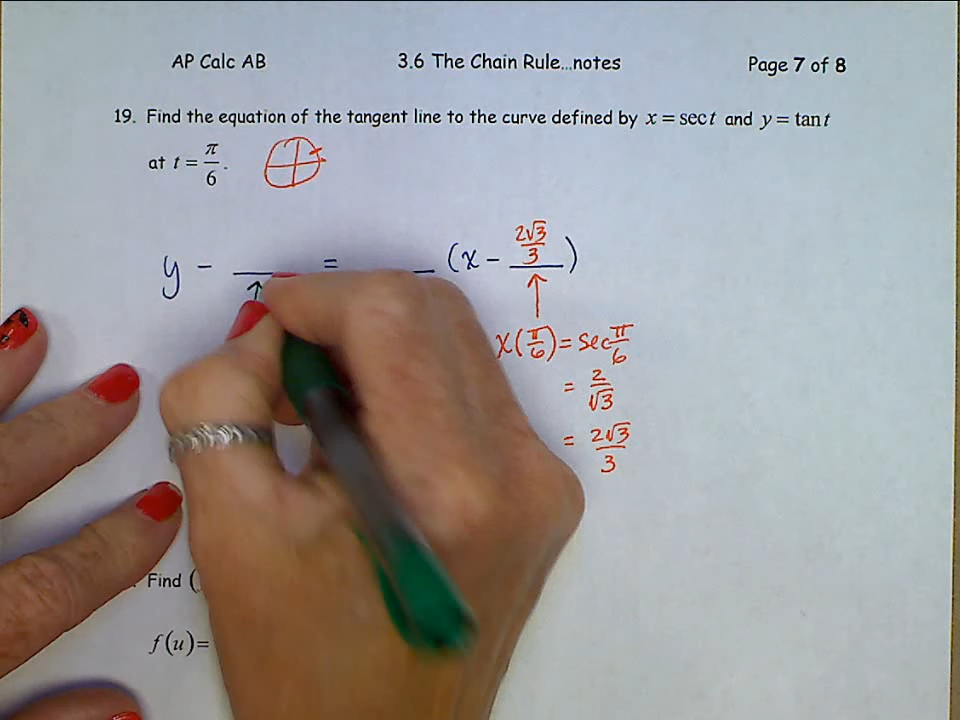 AP Calc AB 3.6 The Chain Rule...notes Page 7 of 8
19. Find the equation of the tangent line to the curve defined by x = sec t and y = tan t
at t = π/6.
y - __ = __ (x - 2√3/3)
x(π/6) = sec π/6
= 2/√3
= 2√3/3
Find (
f(u)=